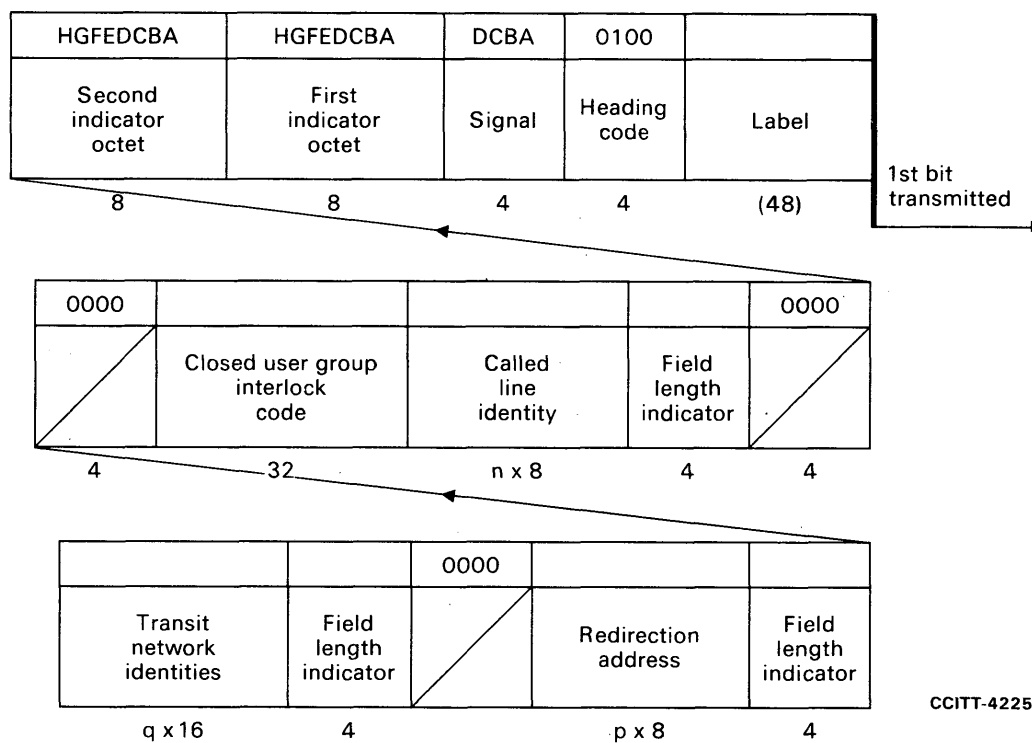 HGFEDCBA HGFEDCBA DCBA 0100
Second indicator octet
First indicator octet
Signal
Heading code
Label
8 8 4 4 (48)
1st bit transmitted
0000 0000
Closed user group interlock code
Called line identity
Field length indicator
4 32 n x 8 4 4
0000
Transit network identities
Field length indicator
Redirection address
Field length indicator
q x 16 4 p x 8 4
CCITT-4225